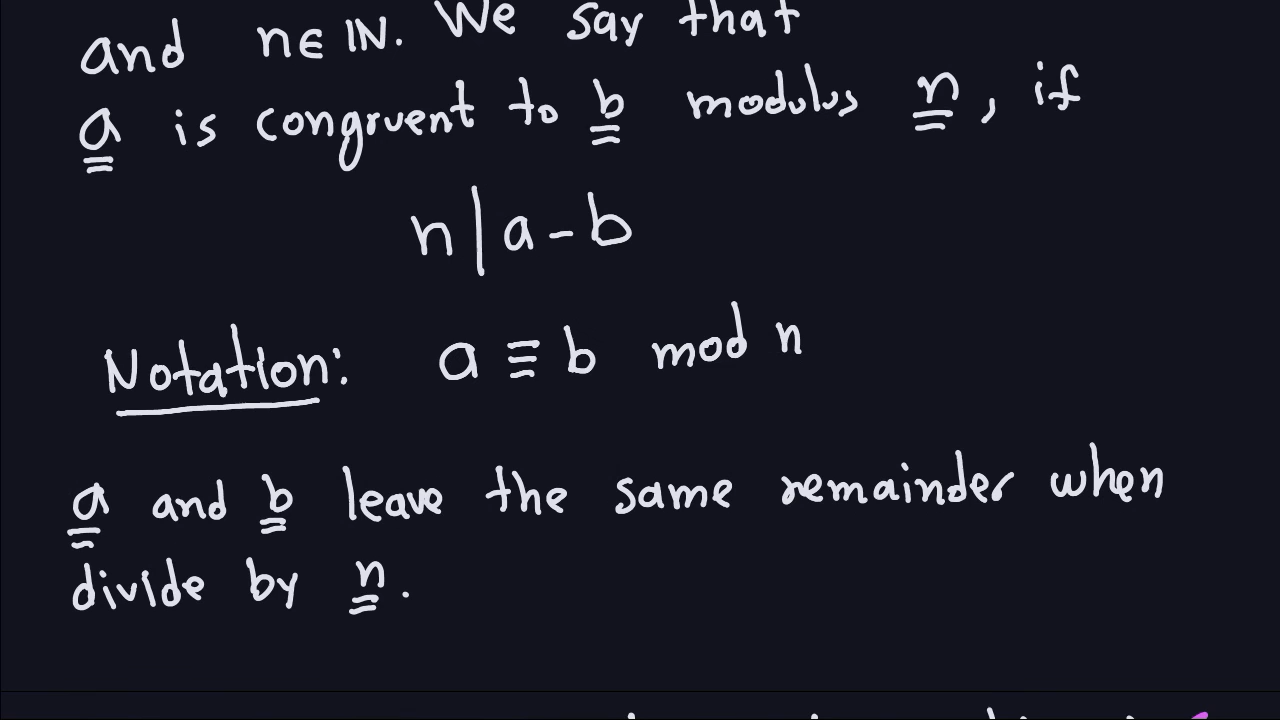 and n∈ℕ. We say that
a is congruent to b modulus n, if
n|a-b
Notation: a ≡ b mod n
a and b leave the same remainder when
divide by n.